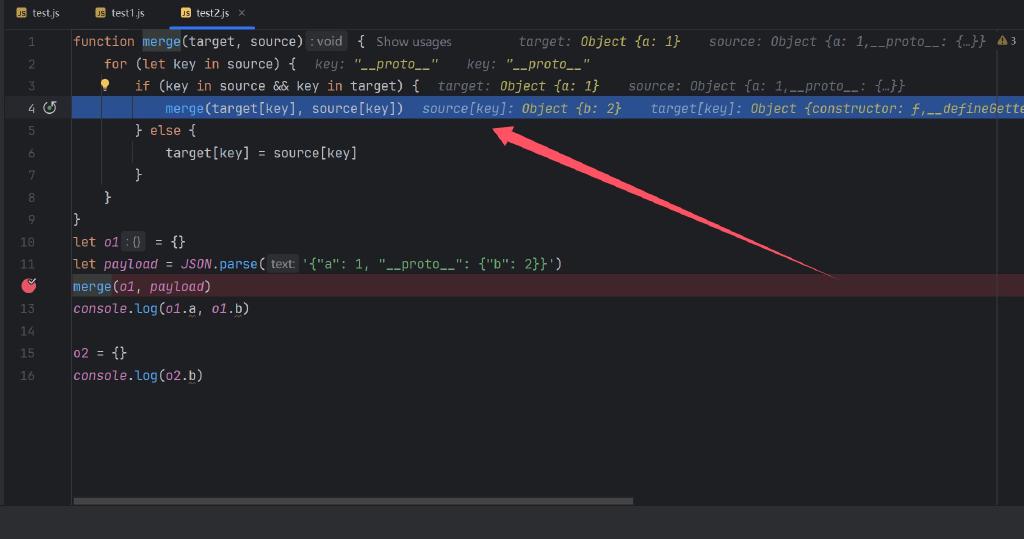 JS test.js JS test1.js JS test2.js ×
1 function merge(target, source) : void { Show usages target: Object {a: 1} source: Object {a: 1,__proto__: {…}} 3
2 for (let key in source) { key: "__proto__" key: "__proto__"
3 if (key in source && key in target) { target: Object {a: 1} source: Object {a: 1,__proto__: {…}}
4 merge(target[key], source[key]) source[key]: Object {b: 2} target[key]: Object {constructor: ƒ,__defineGette
5 } else {
6 target[key] = source[key]
7 }
8 }
9 }
10 let o1 : {} = {}
11 let payload = JSON.parse( text: '{"a": 1, "__proto__": {"b": 2}}')
merge(o1, payload)
13 console.log(o1.a, o1.b)
14
15 o2 = {}
16 console.log(o2.b)